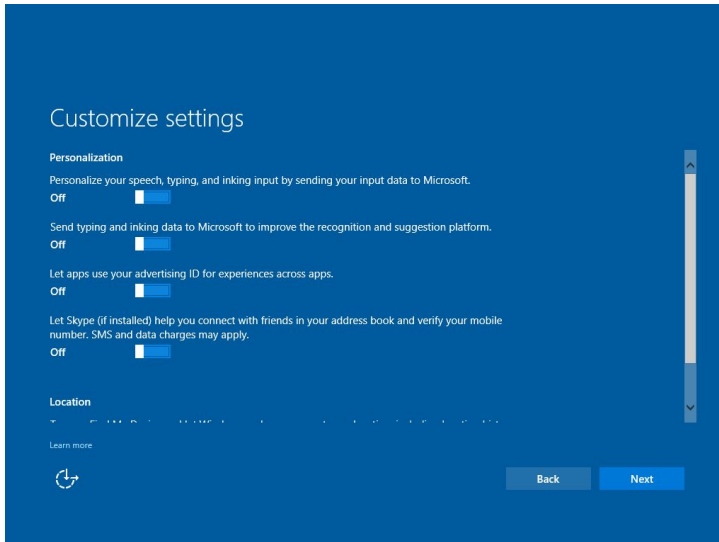 Customize settings
Personalization
Personalize your speech, typing, and inking input by sending your input data to Microsoft.
Off
Send typing and inking data to Microsoft to improve the recognition and suggestion platform.
Off
Let apps use your advertising ID for experiences across apps.
Off
Let Skype (if installed) help you connect with friends in your address book and verify your mobile
number. SMS and data charges may apply.
Off
Location
Learn more
Back
Next